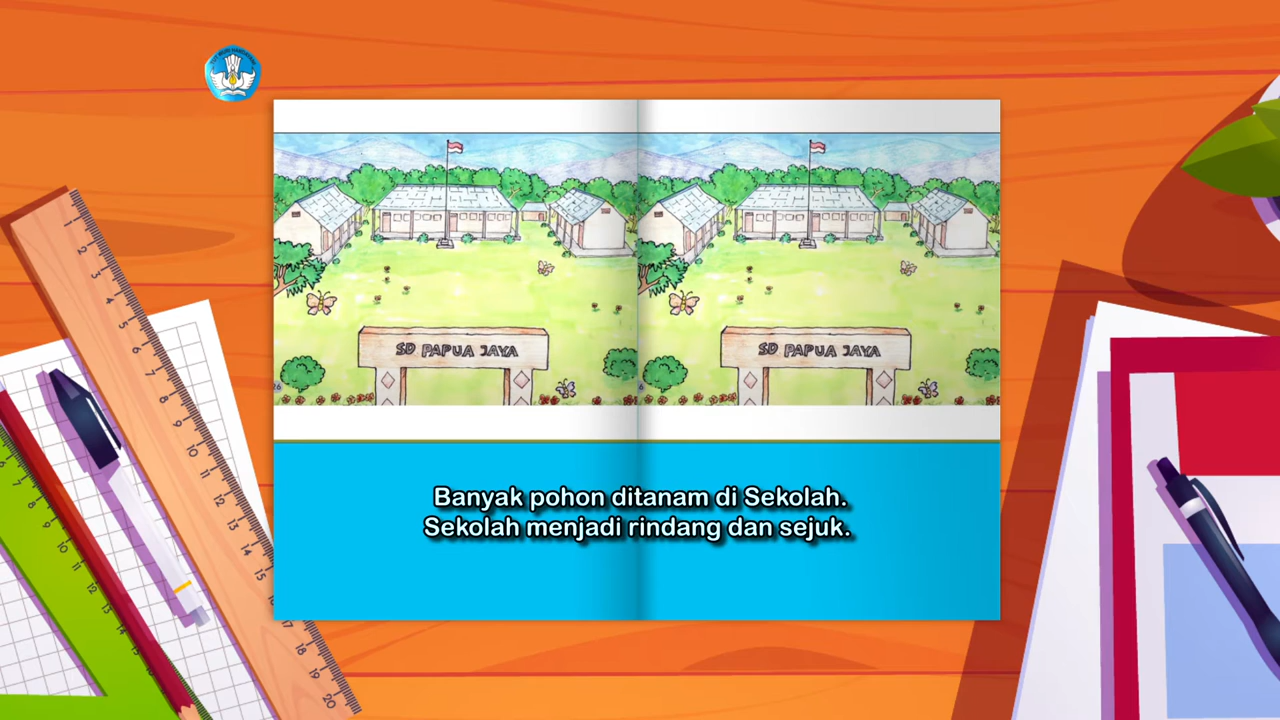 SD PAPUA JAYA
SD PAPUA JAYA
Banyak pohon ditanam di Sekolah.
Sekolah menjadi rindang dan sejuk.